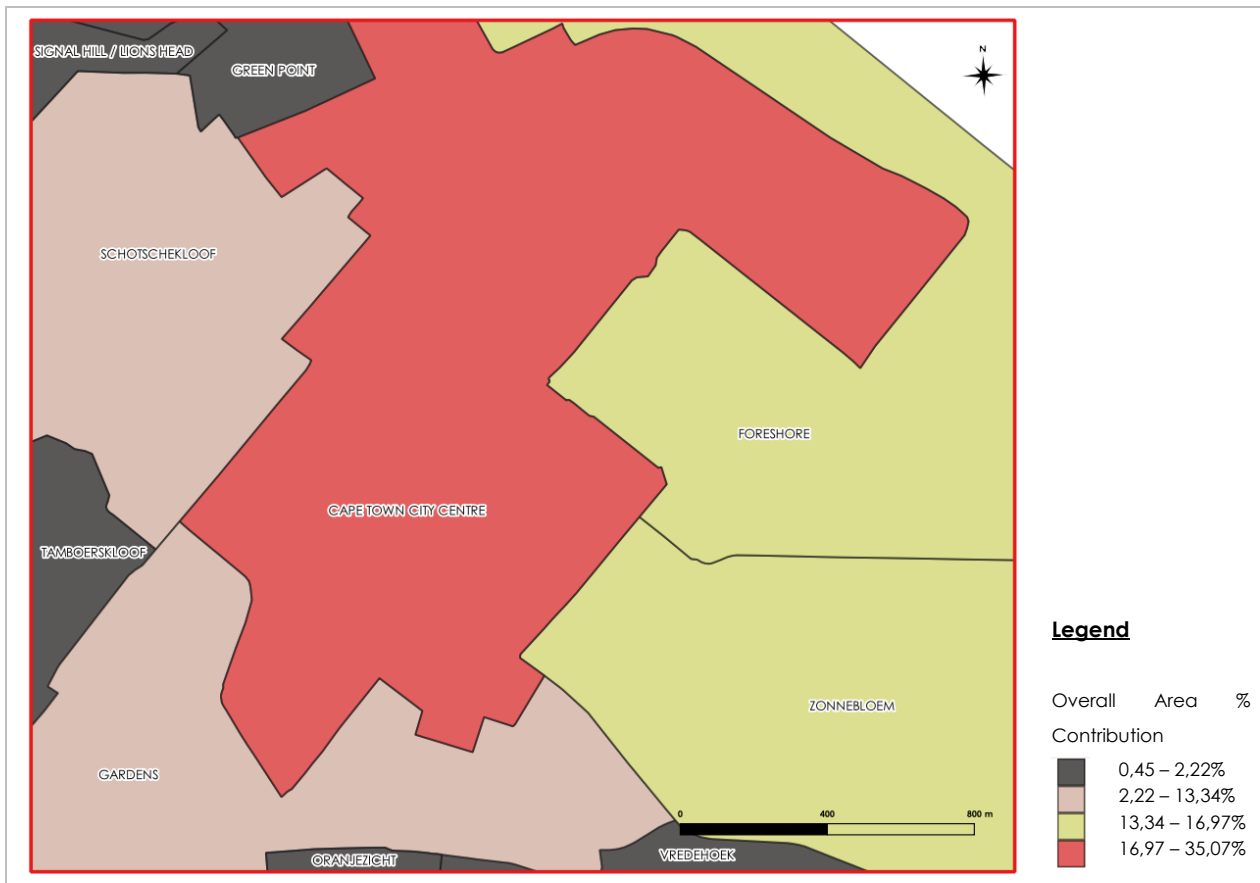 SIGNAL HILL / LIONS HEAD
GREEN POINT
N
SCHOTSCHEKLOOF
FORESHORE
CAPE TOWN CITY CENTRE
TAMBOERSKLOOF
ZONNEBLOEM
GARDENS
0 400 800 m
ORANJEZICHT
VREDEHOEK
Legend
Overall Area %
Contribution
0,45 – 2,22%
2,22 – 13,34%
13,34 – 16,97%
16,97 – 35,07%